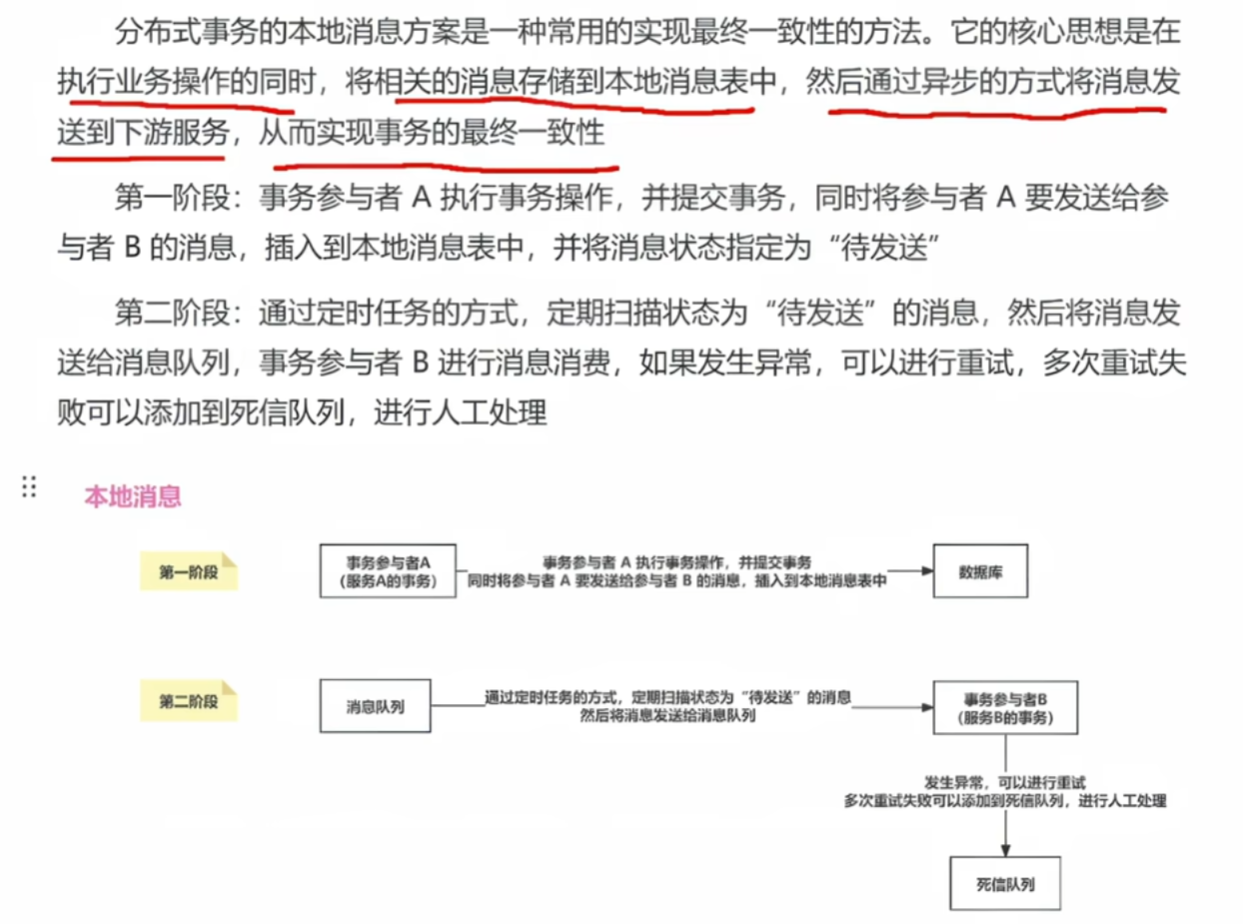 分布式事务的本地消息方案是一种常用的实现最终一致性的方法。它的核心思想是在
执行业务操作的同时，将相关的消息存储到本地消息表中，然后通过异步的方式将消息发
送到下游服务，从而实现事务的最终一致性
第一阶段：事务参与者 A 执行事务操作，并提交事务，同时将参与者 A 要发送给参
与者 B 的消息，插入到本地消息表中，并将消息状态指定为“待发送”
第二阶段：通过定时任务的方式，定期扫描状态为“待发送”的消息，然后将消息发
送给消息队列，事务参与者 B 进行消息消费，如果发生异常，可以进行重试，多次重试失
败可以添加到死信队列，进行人工处理
本地消息
第一阶段
事务参与者A
（服务A的事务）
事务参与者 A 执行事务操作，并提交事务
同时将参与者 A 要发送给参与者 B 的消息，插入到本地消息表中
数据库
第二阶段
消息队列
通过定时任务的方式，定期扫描状态为“待发送”的消息
然后将消息发送给消息队列
事务参与者B
（服务B的事务）
发生异常，可以进行重试
多次重试失败可以添加到死信队列，进行人工处理
死信队列